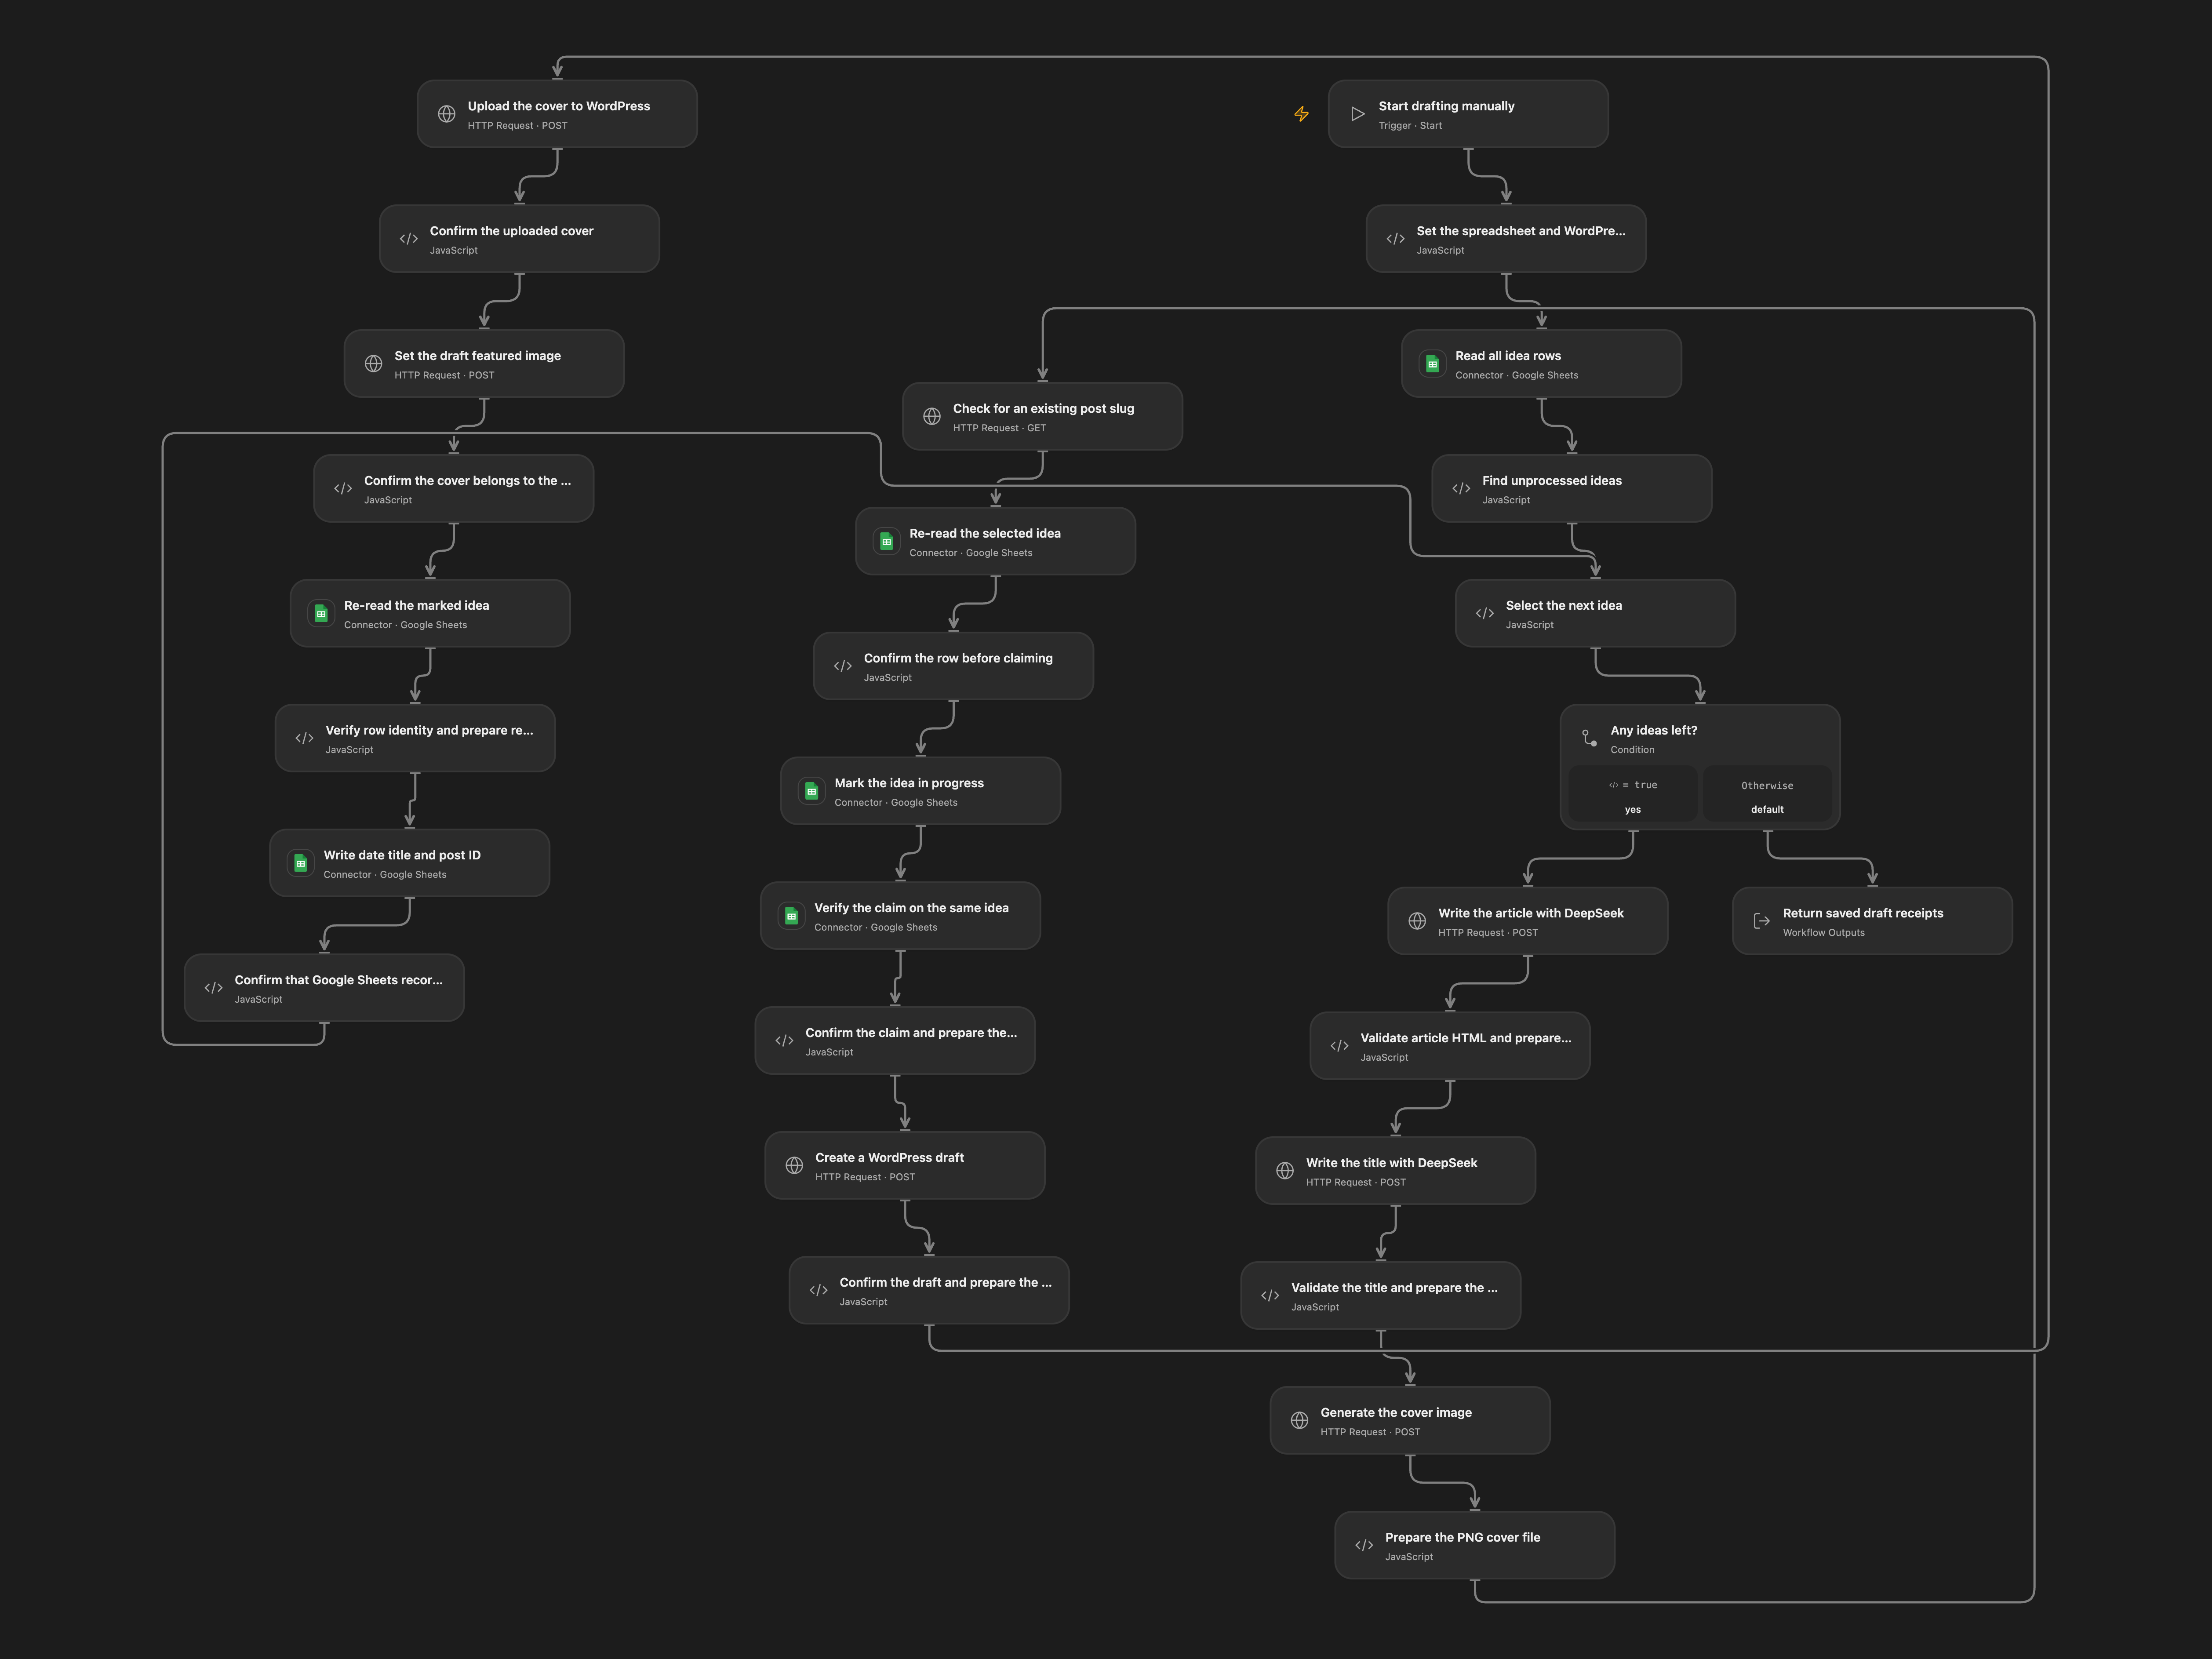 Upload the cover to WordPress
HTTP Request · POST
Confirm the uploaded cover
JavaScript
Set the draft featured image
HTTP Request · POST
Confirm the cover belongs to the ...
JavaScript
Re-read the marked idea
Connector · Google Sheets
Verify row identity and prepare re...
JavaScript
Write date title and post ID
Connector · Google Sheets
Confirm that Google Sheets recor...
JavaScript
Check for an existing post slug
HTTP Request · GET
Re-read the selected idea
Connector · Google Sheets
Confirm the row before claiming
JavaScript
Mark the idea in progress
Connector · Google Sheets
Verify the claim on the same idea
Connector · Google Sheets
Confirm the claim and prepare the...
JavaScript
Create a WordPress draft
HTTP Request · POST
Confirm the draft and prepare the ...
JavaScript
Start drafting manually
Trigger · Start
Set the spreadsheet and WordPre...
JavaScript
Read all idea rows
Connector · Google Sheets
Find unprocessed ideas
JavaScript
Select the next idea
JavaScript
Any ideas left?
Condition
</> = true
yes
Otherwise
default
Write the article with DeepSeek
HTTP Request · POST
Return saved draft receipts
Workflow Outputs
Validate article HTML and prepare...
JavaScript
Write the title with DeepSeek
HTTP Request · POST
Validate the title and prepare the ...
JavaScript
Generate the cover image
HTTP Request · POST
Prepare the PNG cover file
JavaScript